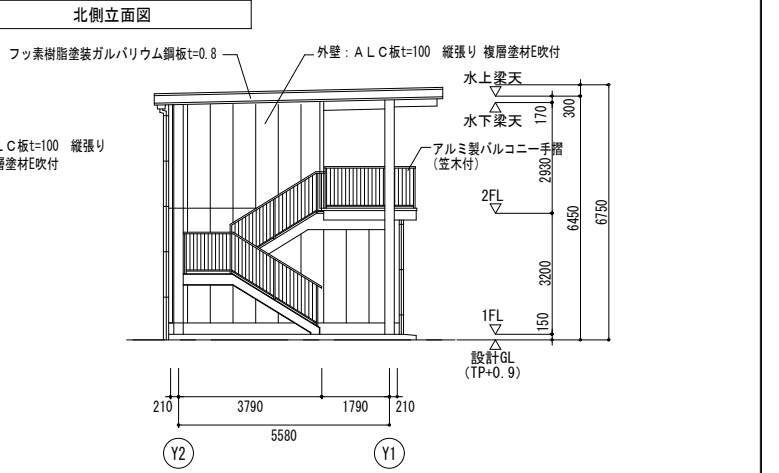 北側立面図
フッ素樹脂塗装ガルバリウム鋼板t=0.8
外壁：ＡＬＣ板t=100　縦張り 複層塗材E吹付
水上梁天
水下梁天
170
300
ＬＣ板t=100　縦張り
層塗材E吹付
アルミ製バルコニー手摺
(笠木付)
2930
2FL
6450
6750
3200
1FL
150
設計GL
(TP+0.9)
210
3790
1790
210
5580
Y2
Y1